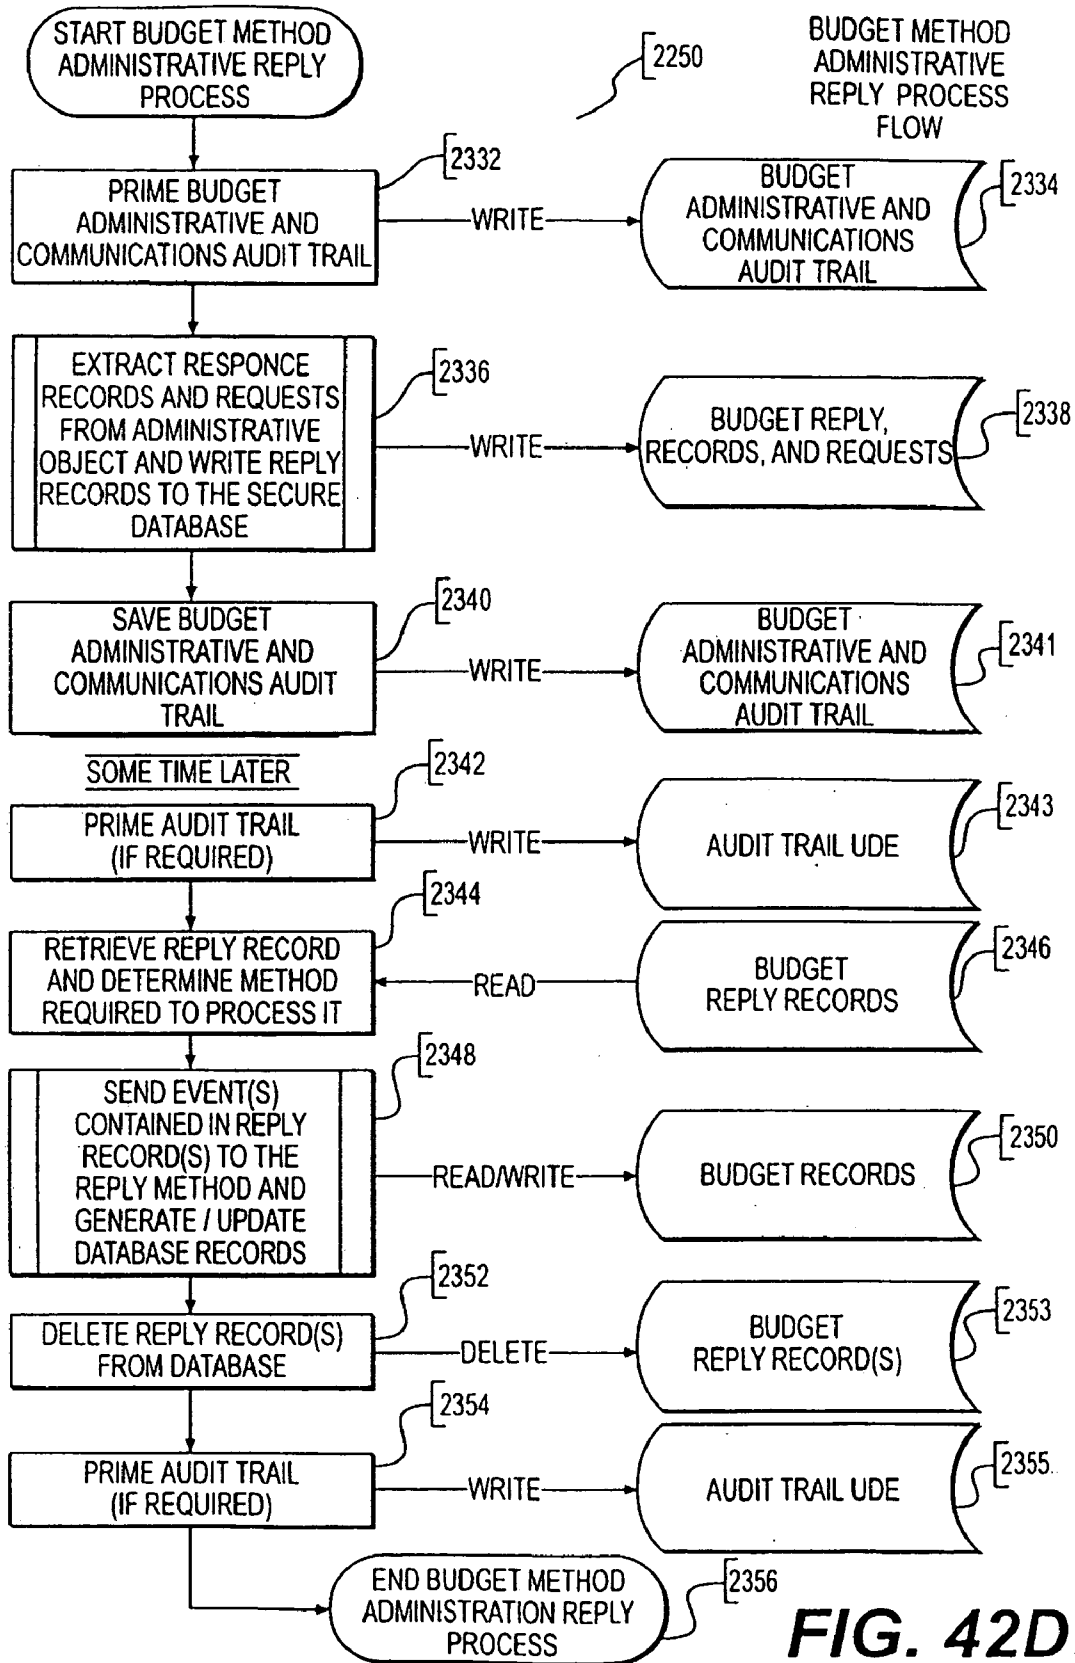 START BUDGET METHOD
ADMINISTRATIVE REPLY
PROCESS
2250
BUDGET METHOD
ADMINISTRATIVE
REPLY PROCESS
FLOW
PRIME BUDGET
ADMINISTRATIVE AND
COMMUNICATIONS AUDIT TRAIL
2332
WRITE
BUDGET
ADMINISTRATIVE AND
COMMUNICATIONS
AUDIT TRAIL
2334
EXTRACT RESPONCE
RECORDS AND REQUESTS
FROM ADMINISTRATIVE
OBJECT AND WRITE REPLY
RECORDS TO THE SECURE
DATABASE
2336
WRITE
BUDGET REPLY,
RECORDS, AND REQUESTS
2338
SAVE BUDGET
ADMINISTRATIVE AND
COMMUNICATIONS AUDIT
TRAIL
2340
WRITE
BUDGET
ADMINISTRATIVE AND
COMMUNICATIONS
AUDIT TRAIL
2341
SOME TIME LATER
2342
PRIME AUDIT TRAIL
(IF REQUIRED)
WRITE
AUDIT TRAIL UDE
2343
2344
RETRIEVE REPLY RECORD
AND DETERMINE METHOD
REQUIRED TO PROCESS IT
READ
BUDGET
REPLY RECORDS
2346
2348
SEND EVENT(S)
CONTAINED IN REPLY
RECORD(S) TO THE
REPLY METHOD AND
GENERATE / UPDATE
DATABASE RECORDS
READ/WRITE
BUDGET RECORDS
2350
2352
DELETE REPLY RECORD(S)
FROM DATABASE
DELETE
BUDGET
REPLY RECORD(S)
2353
2354
PRIME AUDIT TRAIL
(IF REQUIRED)
WRITE
AUDIT TRAIL UDE
2355
END BUDGET METHOD
ADMINISTRATION REPLY
PROCESS
2356
FIG. 42D